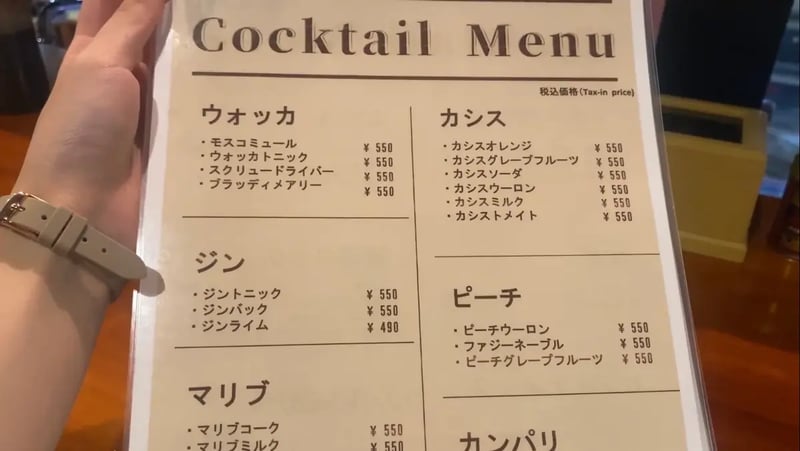 Cocktail Menu
税込価格(Tax-in price)
ウォッカ
・モスコミュール ¥ 550
・ウォッカトニック ¥ 550
・スクリュードライバー ¥ 550
・ブラッディメアリー ¥ 550
ジン
・ジントニック ¥ 550
・ジンバック ¥ 550
・ジンライム ¥ 490
マリブ
・マリブコーク ¥ 550
・マリブミルク ¥ 550
カシス
・カシスオレンジ ¥ 550
・カシスグレープフルーツ ¥ 550
・カシスソーダ ¥ 550
・カシスウーロン ¥ 550
・カシスミルク ¥ 550
・カシストメイト ¥ 550
ピーチ
・ピーチウーロン ¥ 550
・ファジーネーブル ¥ 550
・ピーチグレープフルーツ ¥ 550
カンパリ